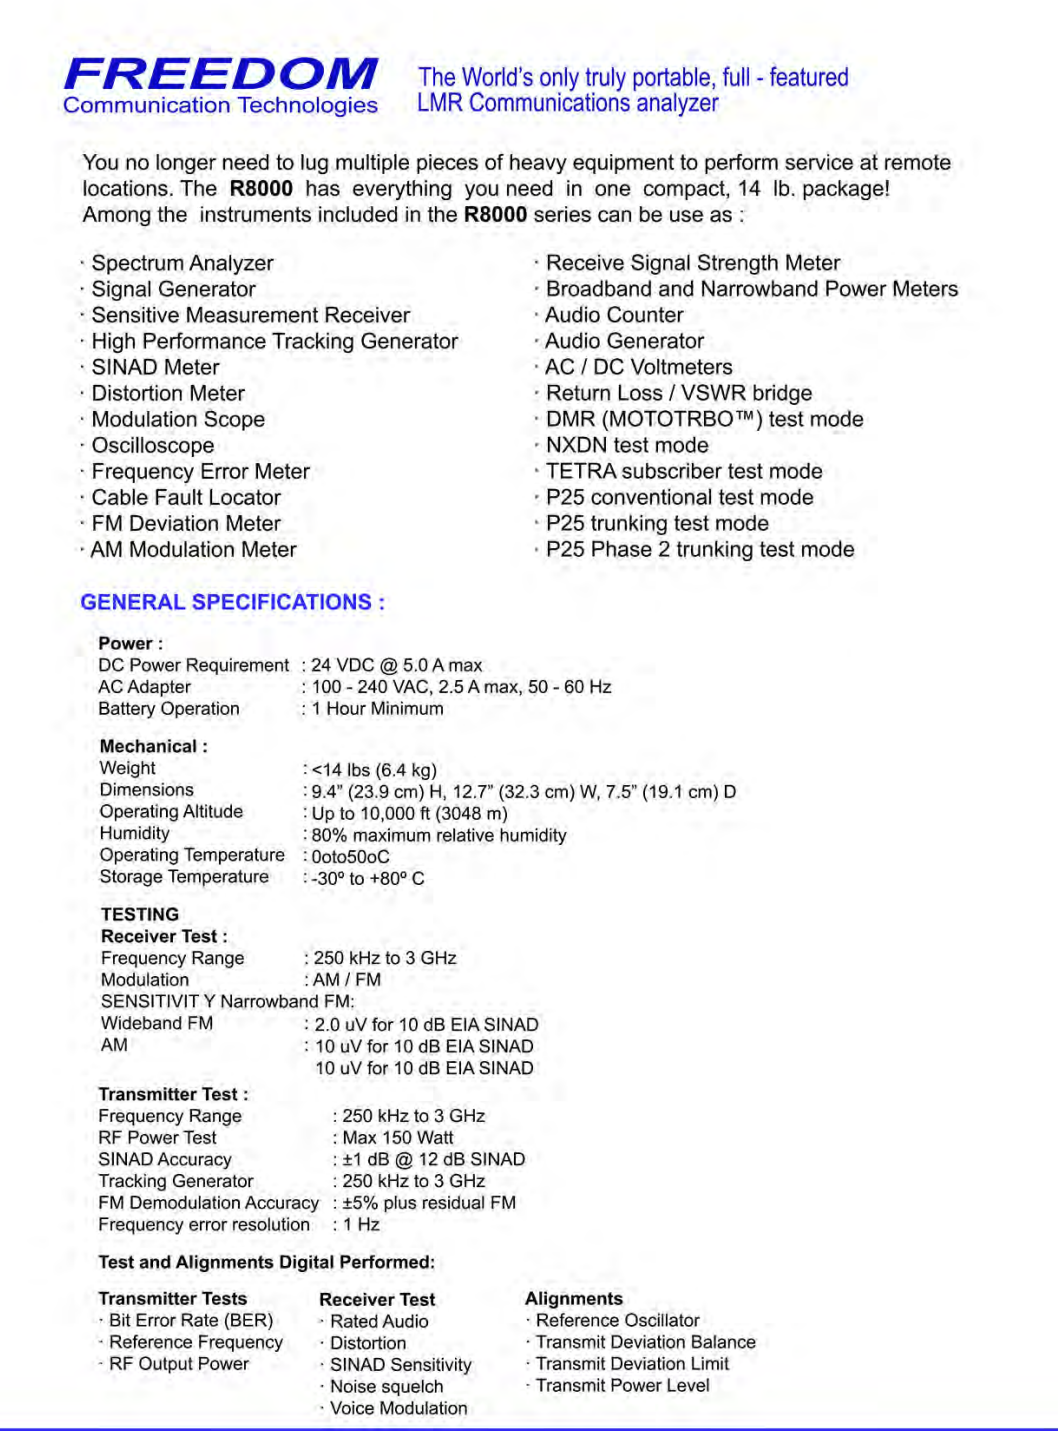 FREEDOM
Communication Technologies
The World's only truly portable, full - featured
LMR Communications analyzer
You no longer need to lug multiple pieces of heavy equipment to perform service at remote
locations. The R8000 has everything you need in one compact, 14 lb. package!
Among the instruments included in the R8000 series can be use as :
· Spectrum Analyzer
· Signal Generator
· Sensitive Measurement Receiver
· High Performance Tracking Generator
· SINAD Meter
· Distortion Meter
· Modulation Scope
· Oscilloscope
· Frequency Error Meter
· Cable Fault Locator
· FM Deviation Meter
· AM Modulation Meter
· Receive Signal Strength Meter
· Broadband and Narrowband Power Meters
· Audio Counter
· Audio Generator
· AC / DC Voltmeters
· Return Loss / VSWR bridge
· DMR (MOTOTRBO™) test mode
· NXDN test mode
· TETRA subscriber test mode
· P25 conventional test mode
· P25 trunking test mode
· P25 Phase 2 trunking test mode
GENERAL SPECIFICATIONS :
Power :
DC Power Requirement : 24 VDC @ 5.0 A max
AC Adapter : 100 - 240 VAC, 2.5 A max, 50 - 60 Hz
Battery Operation : 1 Hour Minimum
Mechanical :
Weight : <14 lbs (6.4 kg)
Dimensions : 9.4” (23.9 cm) H, 12.7” (32.3 cm) W, 7.5” (19.1 cm) D
Operating Altitude : Up to 10,000 ft (3048 m)
Humidity : 80% maximum relative humidity
Operating Temperature : 0oto50oC
Storage Temperature : -30º to +80º C
TESTING
Receiver Test :
Frequency Range : 250 kHz to 3 GHz
Modulation : AM / FM
SENSITIVIT Y Narrowband FM:
Wideband FM : 2.0 uV for 10 dB EIA SINAD
AM : 10 uV for 10 dB EIA SINAD
10 uV for 10 dB EIA SINAD
Transmitter Test :
Frequency Range : 250 kHz to 3 GHz
RF Power Test : Max 150 Watt
SINAD Accuracy : ±1 dB @ 12 dB SINAD
Tracking Generator : 250 kHz to 3 GHz
FM Demodulation Accuracy : ±5% plus residual FM
Frequency error resolution : 1 Hz
Test and Alignments Digital Performed:
Transmitter Tests
· Bit Error Rate (BER)
· Reference Frequency
· RF Output Power
Receiver Test
· Rated Audio
· Distortion
· SINAD Sensitivity
· Noise squelch
· Voice Modulation
Alignments
· Reference Oscillator
· Transmit Deviation Balance
· Transmit Deviation Limit
· Transmit Power Level